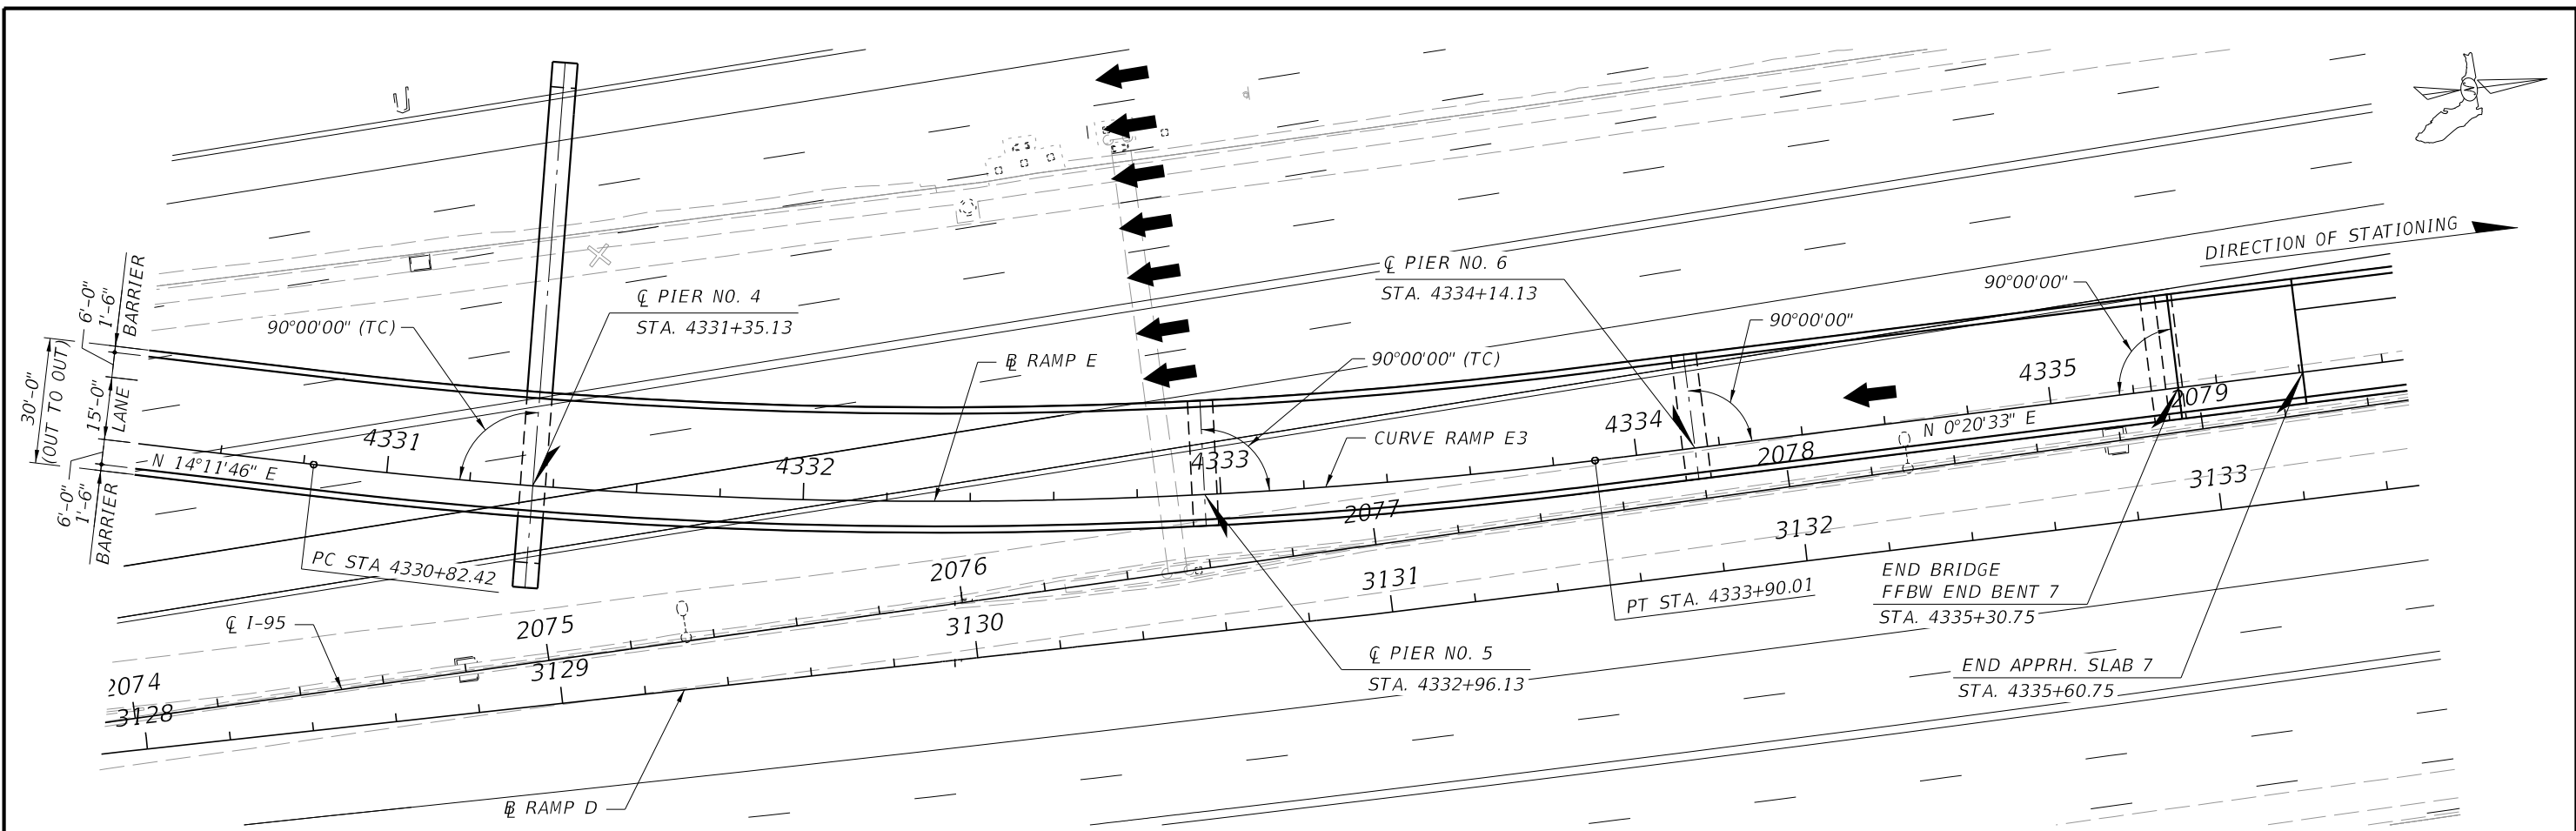 DIRECTION OF STATIONING
℄ PIER NO. 6
STA. 4334+14.13
90°00'00"
℄ PIER NO. 4
STA. 4331+35.13
90°00'00" (TC)
90°00'00"
6'-0"
1'-6"
BARRIER
30'-0"
(OUT TO OUT)
15'-0"
LANE
6'-0"
1'-6"
BARRIER
B RAMP E
90°00'00" (TC)
4331
4332
4333
4334
4335
CURVE RAMP E3
N 14°11'46" E
N 0°20'33" E
PC STA 4330+82.42
PT STA. 4333+90.01
2074
2075
2076
2077
2078
2079
3128
3129
3130
3131
3132
3133
℄ I-95
END BRIDGE
FFBW END BENT 7
STA. 4335+30.75
℄ PIER NO. 5
STA. 4332+96.13
END APPRH. SLAB 7
STA. 4335+60.75
B RAMP D
N